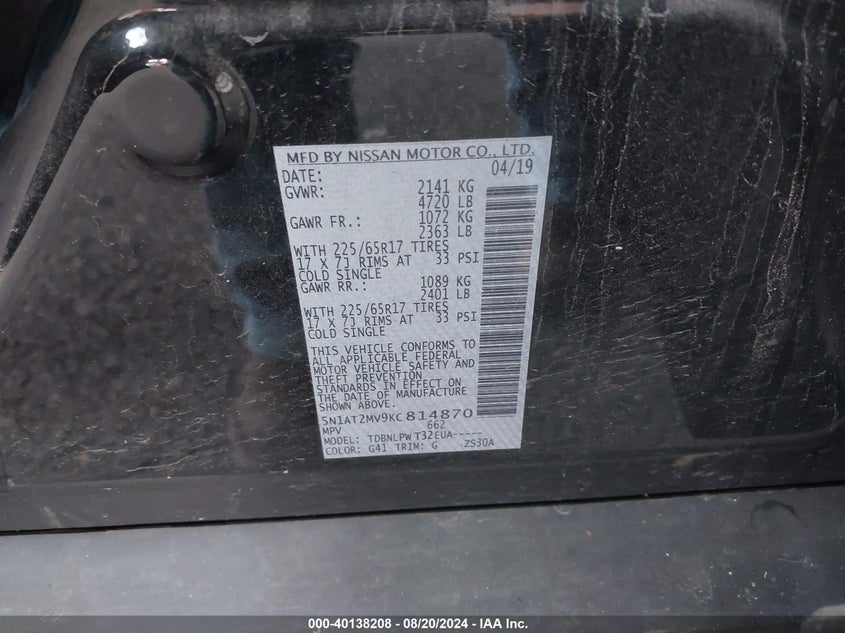 MFD BY NISSAN MOTOR CO., LTD.
DATE: 04/19
GVWR: 2141 KG
4720 LB
GAWR FR.: 1072 KG
2363 LB
WITH 225/65R17 TIRES
17 X 7J RIMS AT 33 PSI
COLD SINGLE
GAWR RR.: 1089 KG
2401 LB
WITH 225/65R17 TIRES
17 X 7J RIMS AT 33 PSI
COLD SINGLE
THIS VEHICLE CONFORMS TO
ALL APPLICABLE FEDERAL
MOTOR VEHICLE SAFETY AND
THEFT PREVENTION
STANDARDS IN EFFECT ON
THE DATE OF MANUFACTURE
SHOWN ABOVE
5N1AT2MV9KC814870
MPV 662
MODEL: TDBNLPWT32EUA-----
COLOR: G41 TRIM: G ZS30A
000-40138208 - 08/20/2024 - IAA Inc.